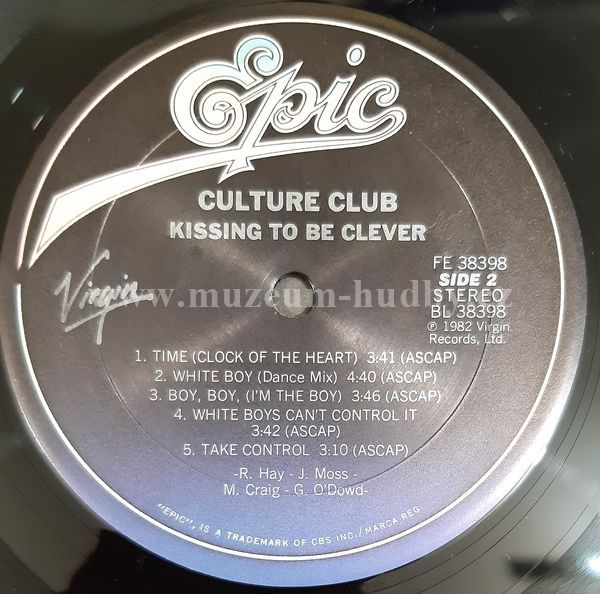 Epic
CULTURE CLUB
KISSING TO BE CLEVER
Virgin
FE 38398
SIDE 2
STEREO
BL 38398
℗ 1982 Virgin
Records, Ltd.
www.muzeum-hudby.cz
1. TIME (CLOCK OF THE HEART) 3:41 (ASCAP)
2. WHITE BOY (Dance Mix) 4:40 (ASCAP)
3. BOY, BOY, (I'M THE BOY) 3:46 (ASCAP)
4. WHITE BOYS CAN'T CONTROL IT
3:42 (ASCAP)
5. TAKE CONTROL 3:10 (ASCAP)
-R. Hay - J. Moss -
M. Craig - G. O'Dowd-
"EPIC", IS A TRADEMARK OF CBS INC./MARCA REG.